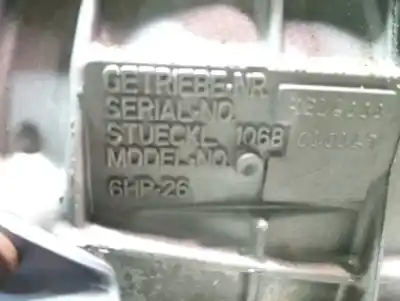 GETRIEBE-NR.
SERIAL-NO.
STUECKL. 1068
MODEL-NO.
6HP-26